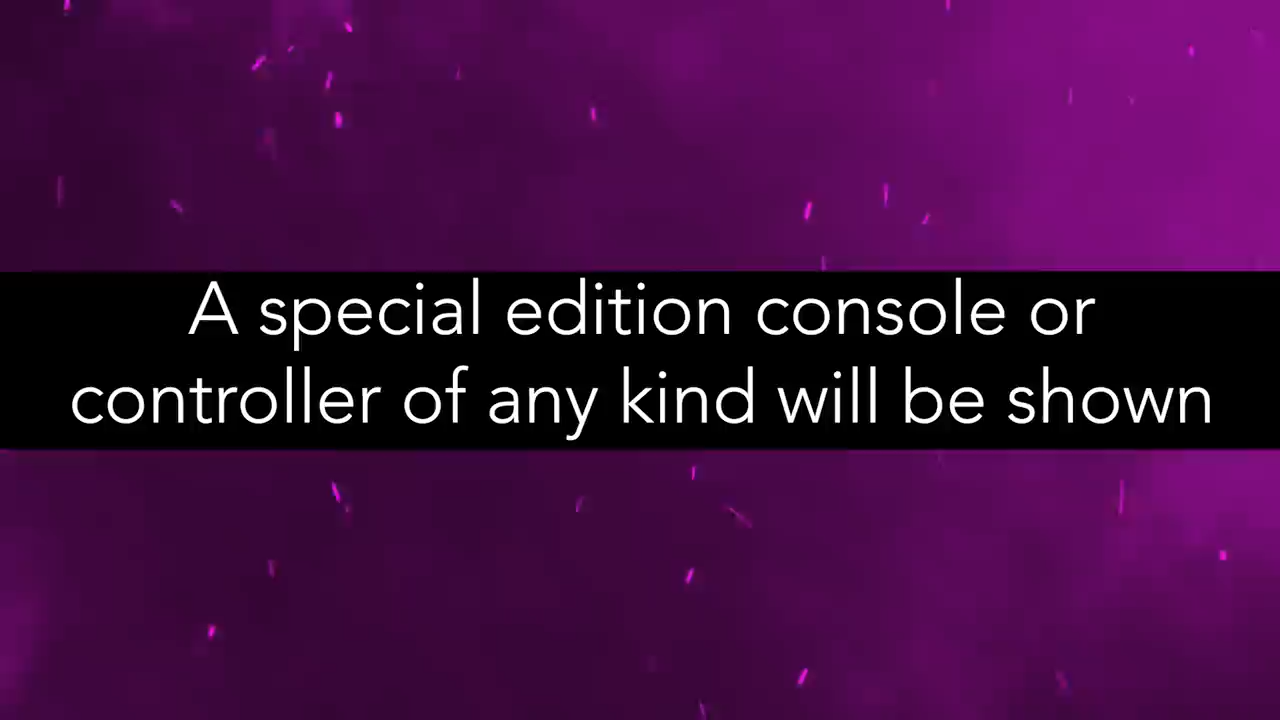 A special edition console or
controller of any kind will be shown